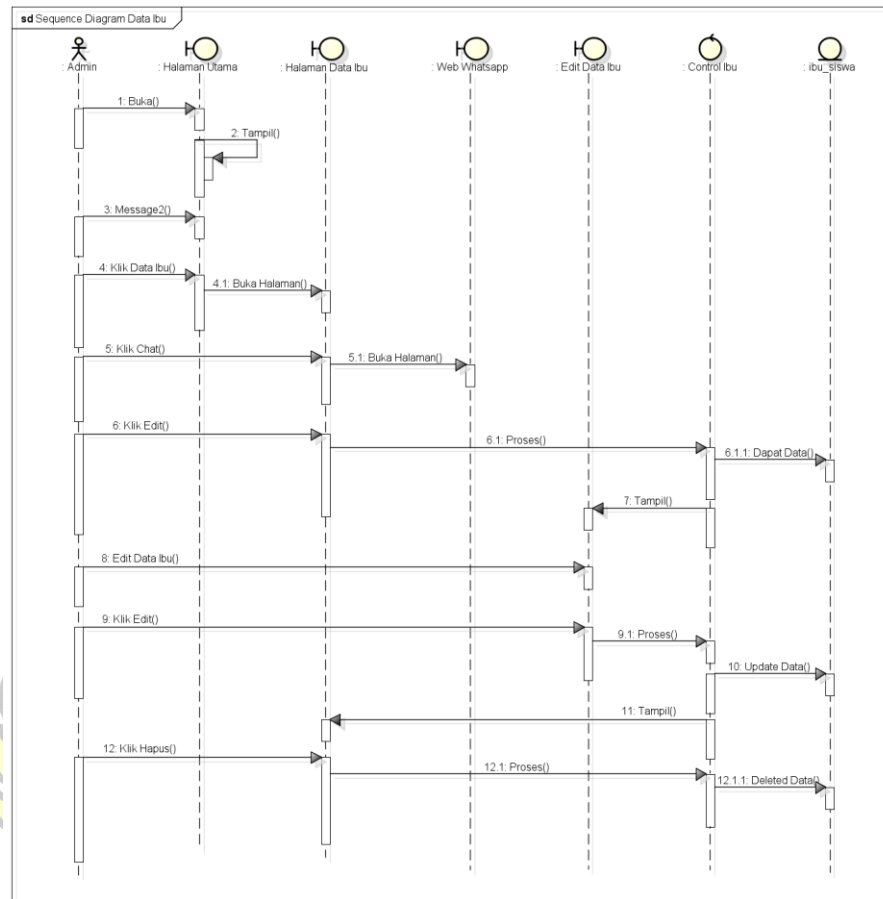 sd Sequence Diagram Data Ibu
: Admin
: Halaman Utama
: Halaman Data Ibu
: Web Whatsapp
: Edit Data Ibu
: Control Ibu
: ibu_siswa
1: Buka()
2: Tampil()
3: Message2()
4: Klik Data Ibu()
4.1: Buka Halaman()
5: Klik Chat()
5.1: Buka Halaman()
6: Klik Edit()
6.1: Proses()
6.1.1: Dapat Data()
7: Tampil()
8: Edit Data Ibu()
9: Klik Edit()
9.1: Proses()
10: Update Data()
11: Tampil()
12: Klik Hapus()
12.1: Proses()
12.1.1: Deleted Data()